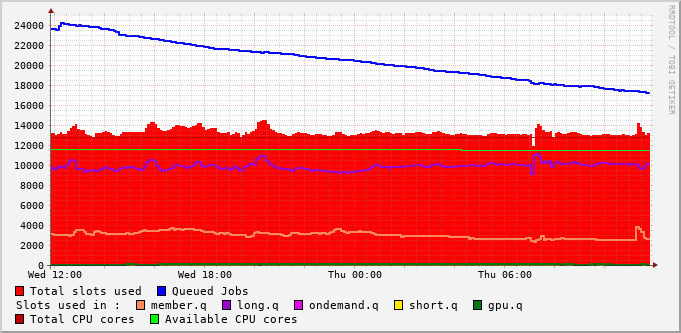 24000
22000
20000
18000
16000
14000
12000
10000
8000
6000
4000
2000
0
Wed 12:00 Wed 18:00 Thu 00:00 Thu 06:00
Total slots used Queued Jobs
Slots used in : member.q long.q ondemand.q short.q gpu.q
Total CPU cores Available CPU cores
RRDTOOL / TOBI OETIKER